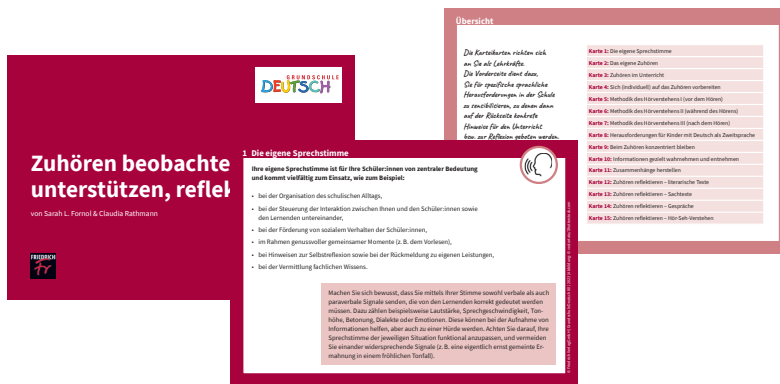 GRUNDSCHULE
DEUTSCH
Zuhören beobachte
unterstützen, reflek
von Sarah L. Fornol & Claudia Rathmann
FRIEDRICH
Fr
Übersicht
Die Karteikarten richten sich
an Sie als Lehrkräfte.
Die Vorderseite dient dazu,
Sie für spezifische sprachliche
Herausforderungen in der Schule
zu sensibilisieren, zu denen dann
auf der Rückseite konkrete
Hinweise für den Unterricht
bzw. zur Reflexion geboten werden.
Karte 1: Die eigene Sprechstimme
Karte 2: Das eigene Zuhören
Karte 3: Zuhören im Unterricht
Karte 4: Sich (individuell) auf das Zuhören vorbereiten
Karte 5: Methodik des Hörverstehens I (vor dem Hören)
Karte 6: Methodik des Hörverstehens II (während des Hörens)
Karte 7: Methodik des Hörverstehens III (nach dem Hören)
Karte 8: Herausforderungen für Kinder mit Deutsch als Zweitsprache
Karte 9: Beim Zuhören konzentriert bleiben
Karte 10: Informationen gezielt wahrnehmen und entnehmen
Karte 11: Zusammenhänge herstellen
Karte 12: Zuhören reflektieren – literarische Texte
Karte 13: Zuhören reflektieren – Sachtexte
Karte 14: Zuhören reflektieren – Gespräche
Karte 15: Zuhören reflektieren – Hör-Seh-Verstehen
1 Die eigene Sprechstimme
Ihre eigene Sprechstimme ist für Ihre Schüler:innen von zentraler Bedeutung
und kommt vielfältig zum Einsatz, wie zum Beispiel:
• bei der Organisation des schulischen Alltags,
• bei der Steuerung der Interaktion zwischen Ihnen und den Schüler:innen sowie
den Lernenden untereinander,
• bei der Förderung von sozialem Verhalten der Schüler:innen,
• im Rahmen genussvoller gemeinsamer Momente (z. B. dem Vorlesen),
• bei Hinweisen zur Selbstreflexion sowie bei der Rückmeldung zu eigenen Leistungen,
• bei der Vermittlung fachlichen Wissens.
Machen Sie sich bewusst, dass Sie mittels Ihrer Stimme sowohl verbale als auch
paraverbale Signale senden, die von den Lernenden korrekt gedeutet werden
müssen. Dazu zählen beispielsweise Lautstärke, Sprechgeschwindigkeit, Ton-
höhe, Betonung, Dialekte oder Emotionen. Diese können bei der Aufnahme von
Informationen helfen, aber auch zu einer Hürde werden. Achten Sie darauf, Ihre
Sprechstimme der jeweiligen Situation funktional anzupassen, und vermeiden
Sie einander widersprechende Signale (z. B. eine eigentlich ernst gemeinte Er-
mahnung in einem fröhlichen Tonfall).